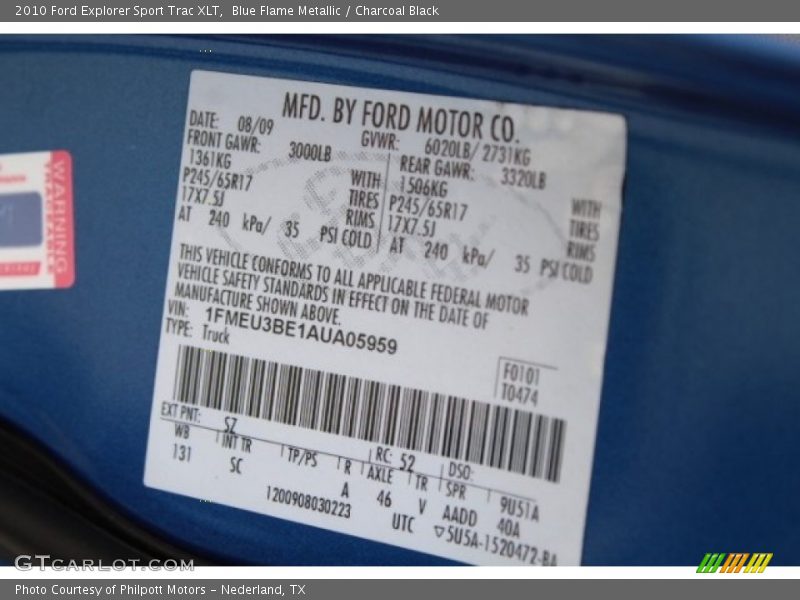 2010 Ford Explorer Sport Trac XLT, Blue Flame Metallic / Charcoal Black
MFD. BY FORD MOTOR CO.
DATE: 08/09 GVWR: 6020LB/ 2731KG
FRONT GAWR: 3000LB REAR GAWR: 3320LB
1361KG WITH 1506KG WITH
P245/65R17 TIRES P245/65R17 TIRES
17X7.5J RIMS 17X7.5J RIMS
AT 240 kPa/ 35 PSI COLD AT 240 kPa/ 35 PSI COLD
THIS VEHICLE CONFORMS TO ALL APPLICABLE FEDERAL MOTOR
VEHICLE SAFETY STANDARDS IN EFFECT ON THE DATE OF
MANUFACTURE SHOWN ABOVE.
VIN: 1FMEU3BE1AUA05959
TYPE: Truck
F0101
T0474
EXT PNT: SZ RC: 52 DSO:
WB INT TR TP/PS R AXLE TR SPR 9U51A
131 SC A 46 V AADD 40A
1200908030223 UTC ▽5U5A-1520472-BA
WARNING
GTCarLot.com
Photo Courtesy of Philpott Motors - Nederland, TX